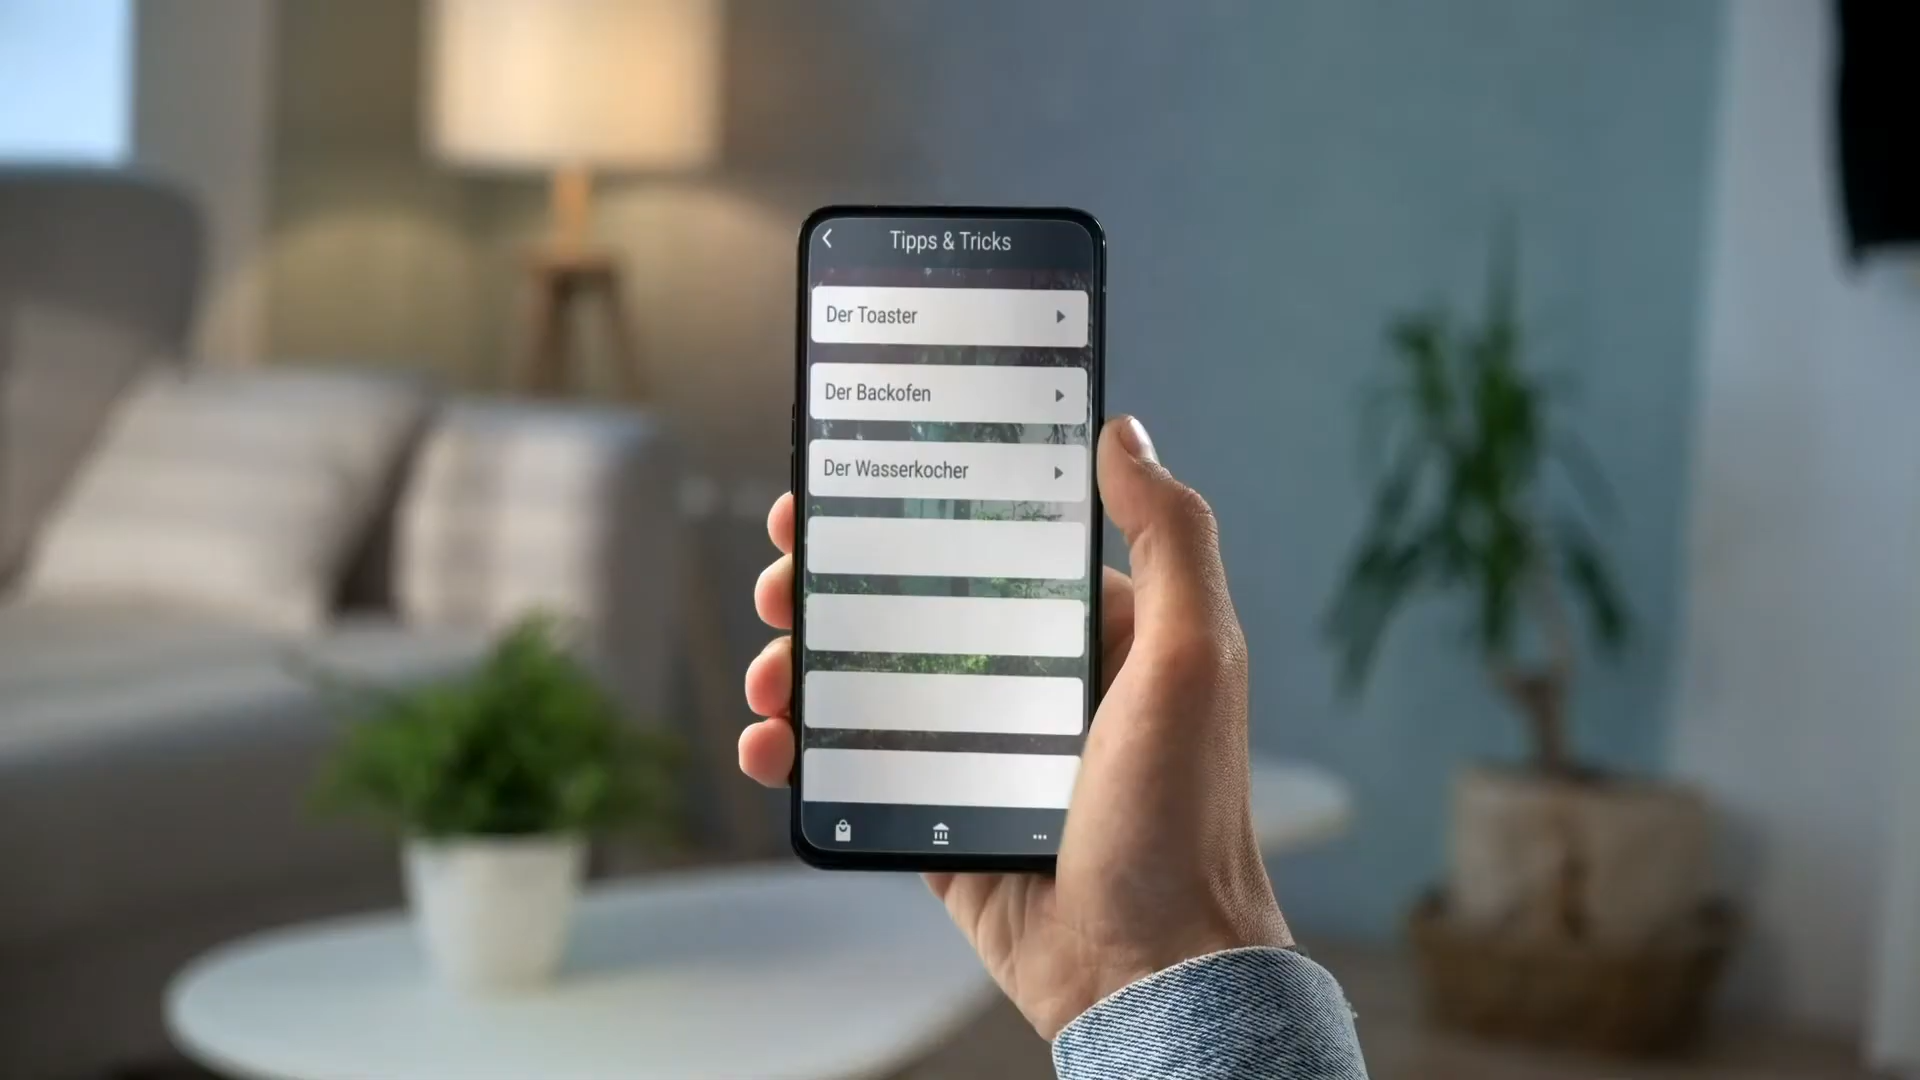 Tipps & Tricks
Der Toaster
Der Backofen
Der Wasserkocher